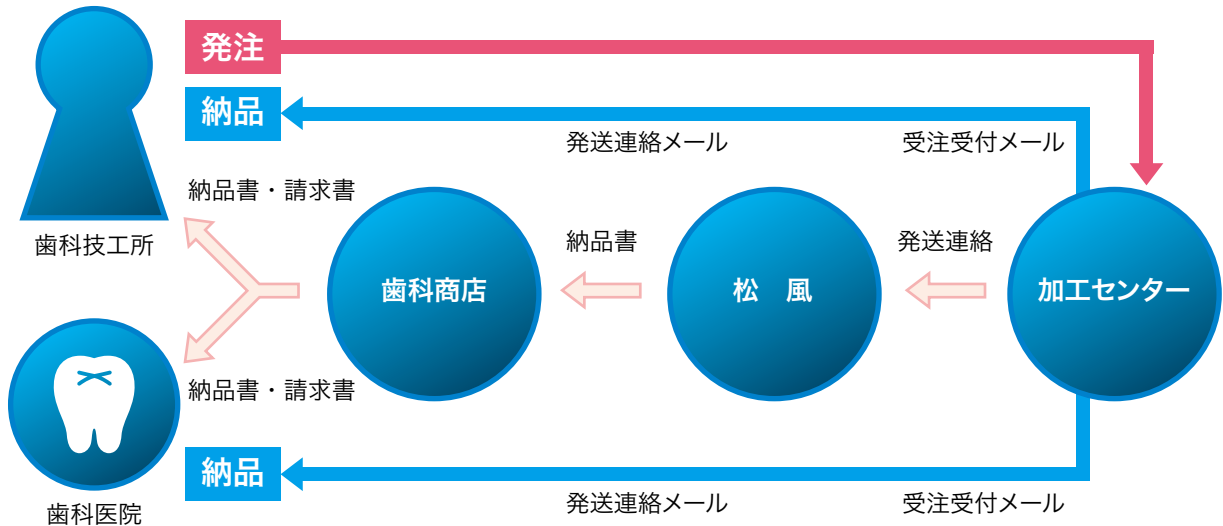 発注
納品
発送連絡メール
受注受付メール
納品書・請求書
歯科技工所
納品書
発送連絡
歯科商店
松　風
加工センター
納品書・請求書
納品
発送連絡メール
受注受付メール
歯科医院